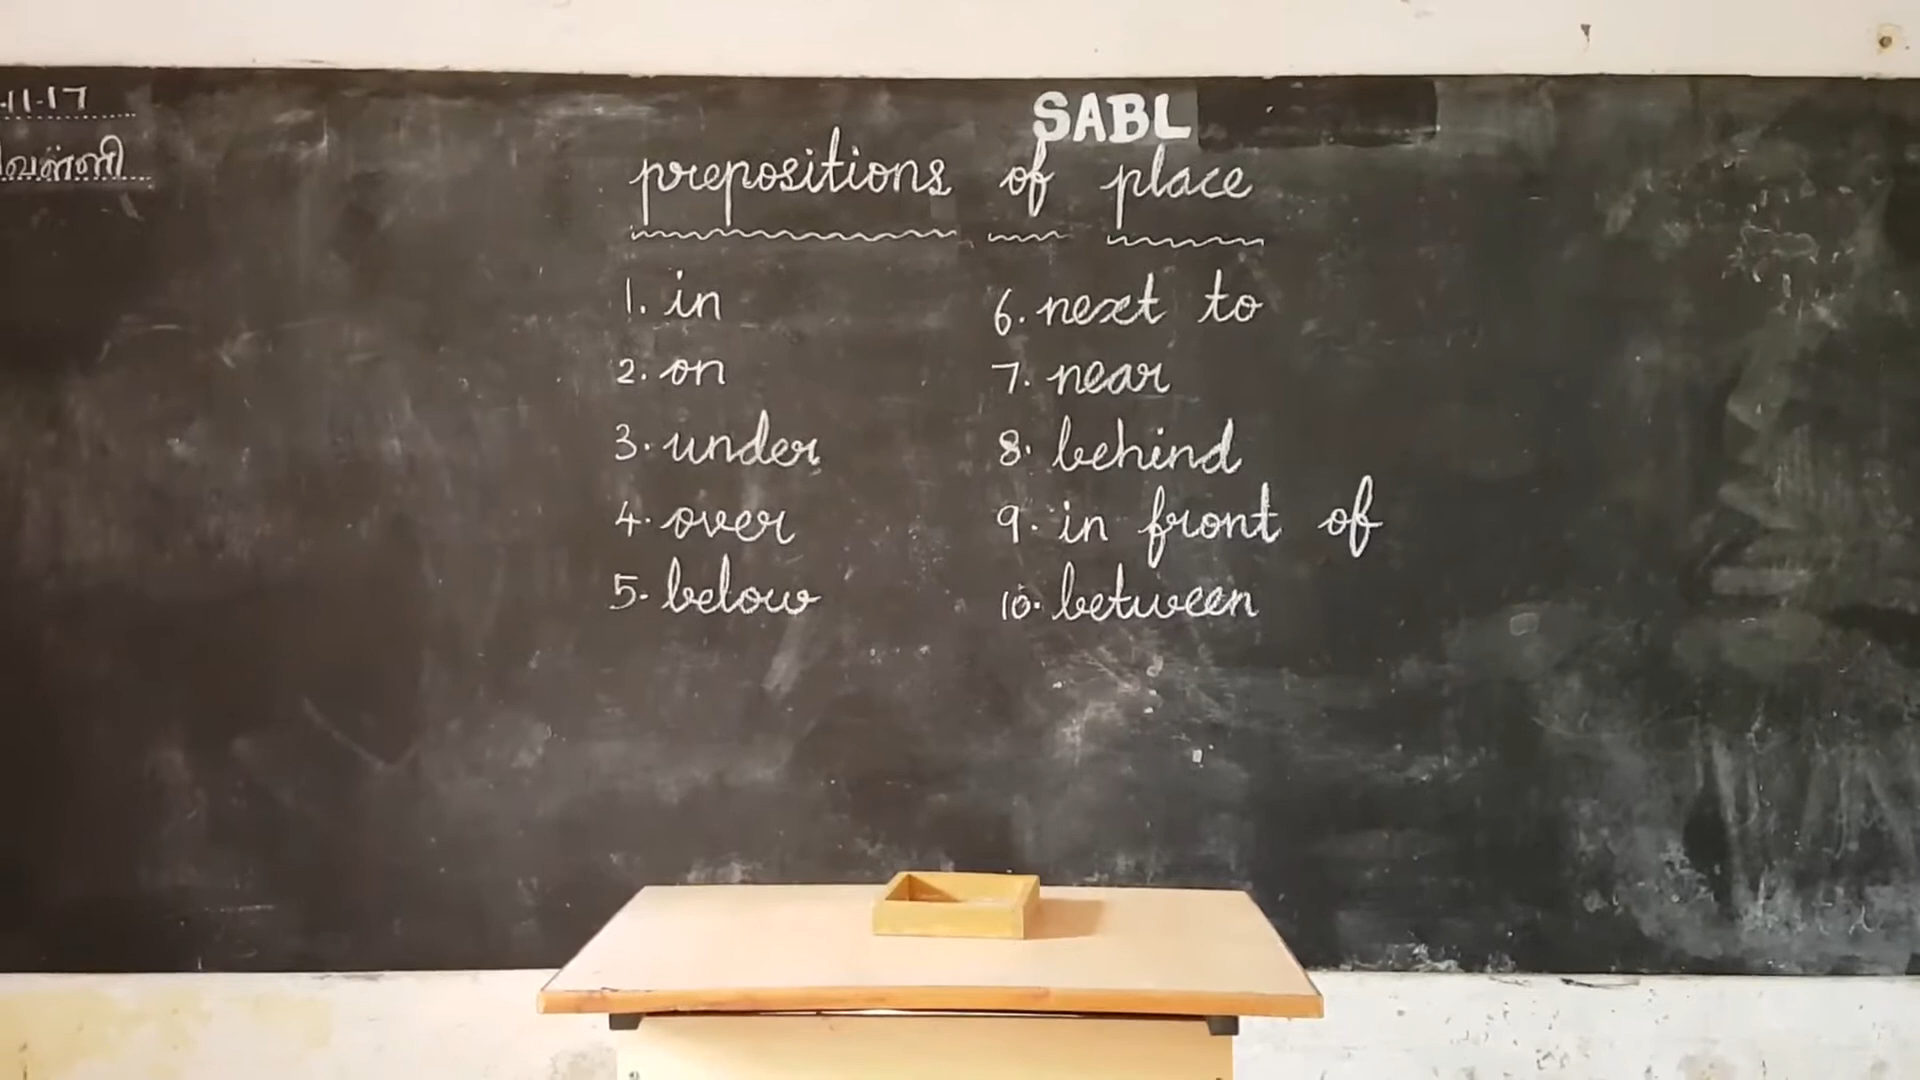 .11.17
வெள்ளி
SABL
prepositions of place
1. in
2. on
3. under
4. over
5. below
6. next to
7. near
8. behind
9. in front of
10. between